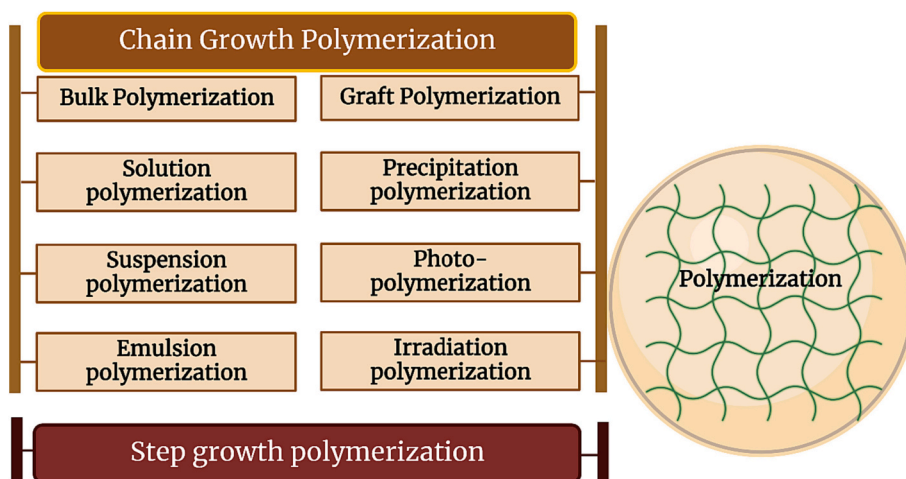 Chain Growth Polymerization
Bulk Polymerization
Graft Polymerization
Solution
polymerization
Precipitation
polymerization
Suspension
polymerization
Photo-
polymerization
Emulsion
polymerization
Irradiation
polymerization
Step growth polymerization
Polymerization